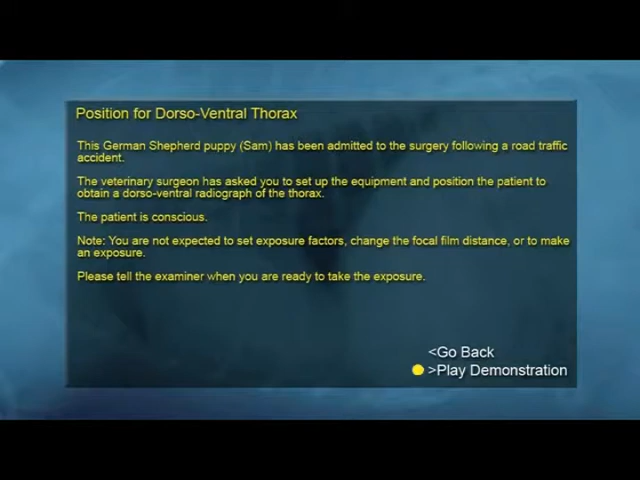 Position for Dorso-Ventral Thorax
This German Shepherd puppy (Sam) has been admitted to the surgery following a road traffic
accident.
The veterinary surgeon has asked you to set up the equipment and position the patient to
obtain a dorso-ventral radiograph of the thorax.
The patient is conscious.
Note: You are not expected to set exposure factors, change the focal film distance, or to make
an exposure.
Please tell the examiner when you are ready to take the exposure.
<Go Back
>Play Demonstration